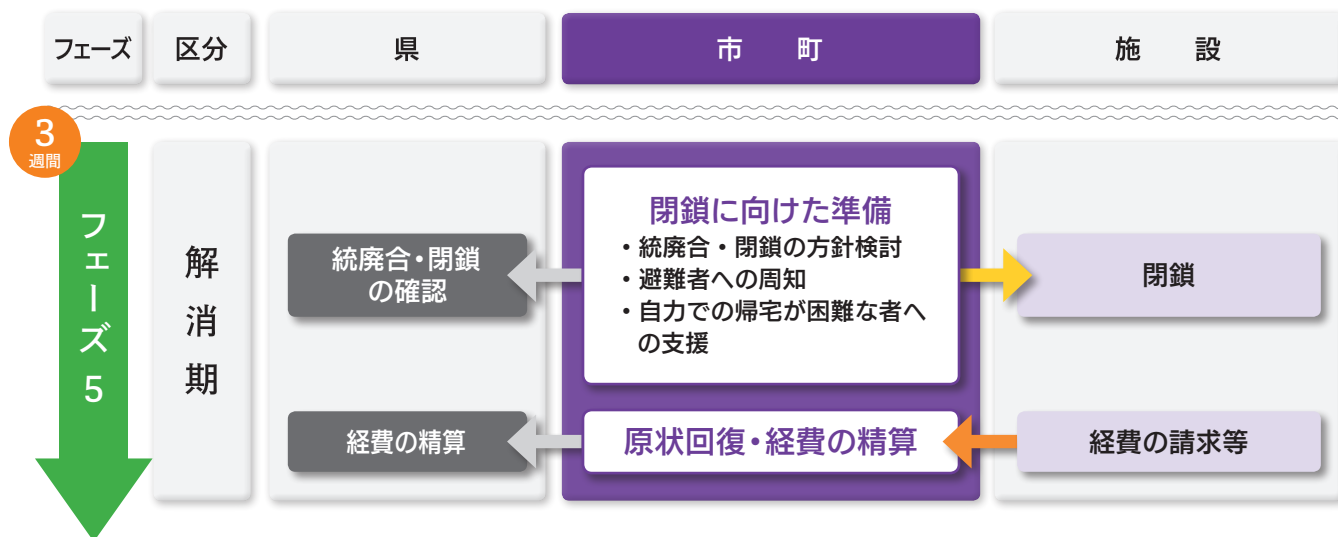 フェーズ
区分
県
市　町
施　設
3
週間
フェーズ 5
解消期
統廃合・閉鎖
の確認
閉鎖に向けた準備
・統廃合・閉鎖の方針検討
・避難者への周知
・自力での帰宅が困難な者へ
の支援
閉鎖
経費の精算
原状回復・経費の精算
経費の請求等